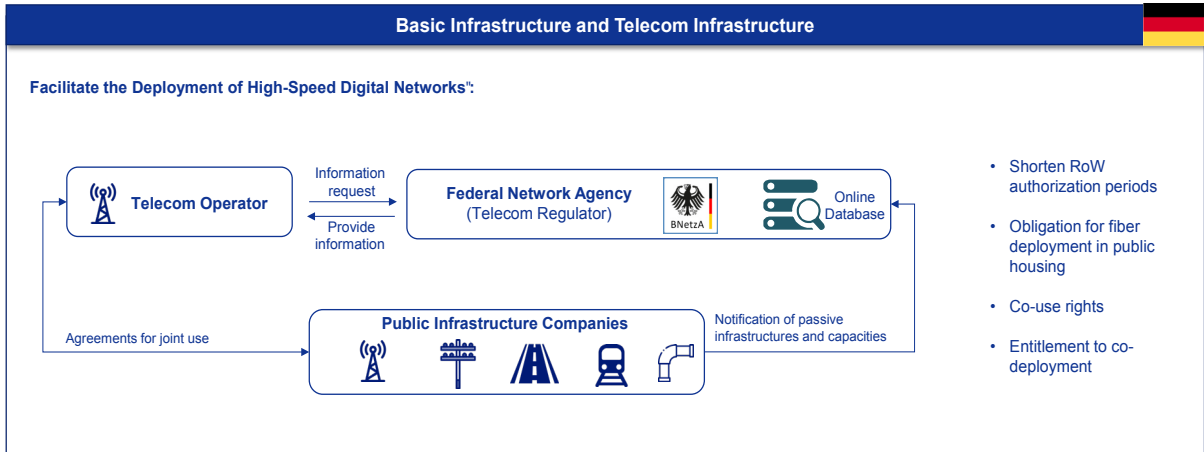 Basic Infrastructure and Telecom Infrastructure
Facilitate the Deployment of High-Speed Digital Networks":
Telecom Operator
Information
request
Provide
information
Federal Network Agency
(Telecom Regulator)
BNetzA
Online
Database
Agreements for joint use
Public Infrastructure Companies
Notification of passive
infrastructures and capacities
• Shorten RoW
authorization periods
• Obligation for fiber
deployment in public
housing
• Co-use rights
• Entitlement to co-
deployment